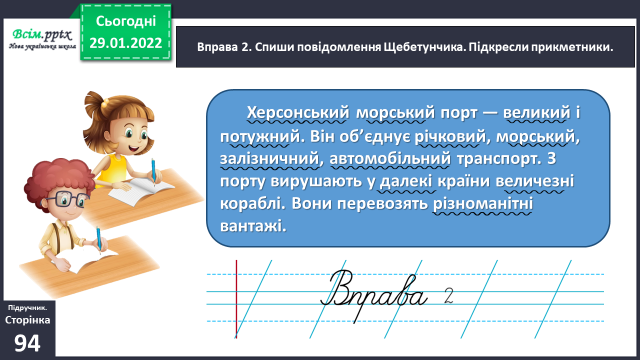 Всім.pptx
Нова українська школа
Сьогодні
29.01.2022
Вправа 2. Спиши повідомлення Щебетунчика. Підкресли прикметники.
Херсонський морський порт — великий і
потужний. Він об’єднує річковий, морський,
залізничний, автомобільний транспорт. З
порту вирушають у далекі країни величезні
кораблі. Вони перевозять різноманітні
вантажі.
Вправа 2
Підручник.
Сторінка
94